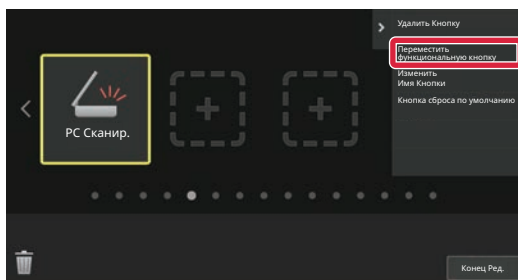 Удалить Кнопку
Переместить
функциональную кнопку
Изменить
Имя Кнопки
Кнопка сброса по умолчанию
PC Сканир.
Конец Ред.